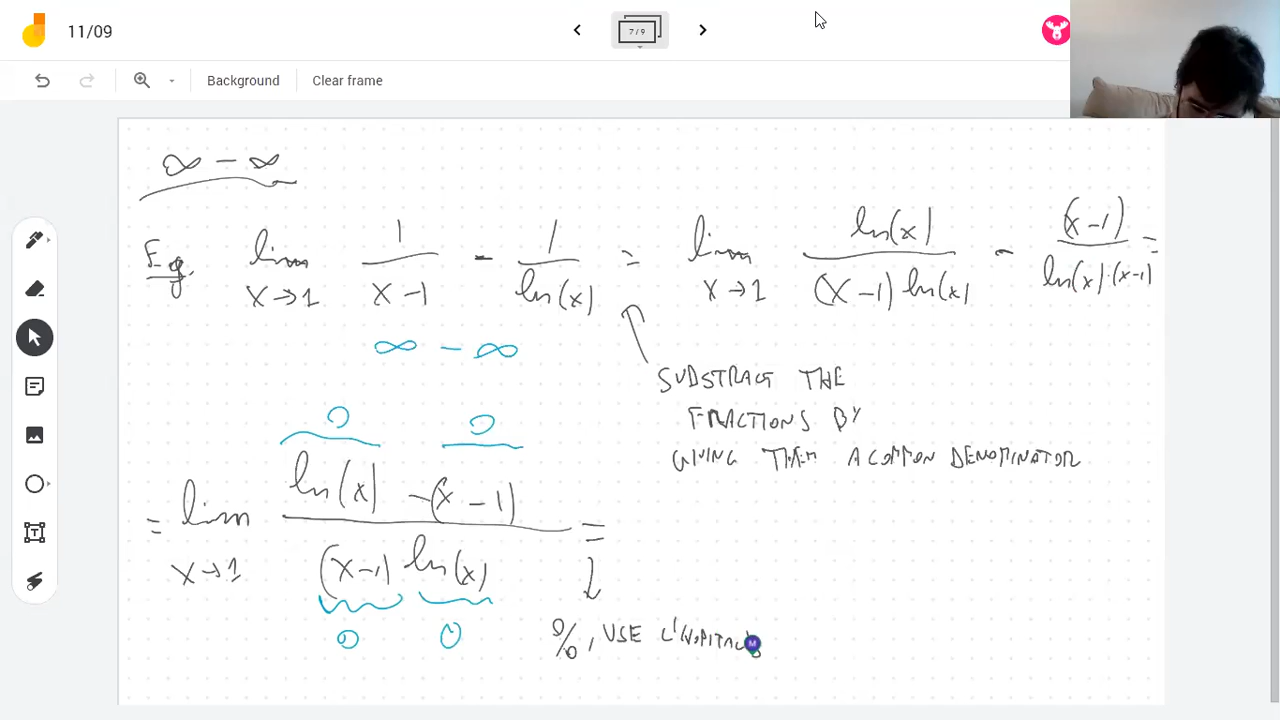 11/09
7/9
Background
Clear frame
∞ - ∞
E.g. lim x→1 1/(x-1) - 1/ln(x) = lim x→1 ln(x)/((x-1) ln(x)) - (x-1)/(ln(x)·(x-1)) =
∞ - ∞
SUBSTRACT THE
FRACTIONS BY
GIVING THEM A COMMON DENOMINATOR
0 0
= lim x→1 (ln(x) -(x-1))/((x-1) ln(x)) =
0 0
0/0, USE L'HOPITAL'S
M